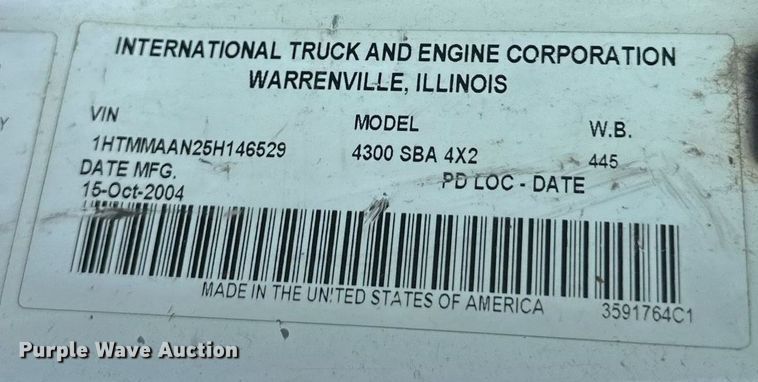 INTERNATIONAL TRUCK AND ENGINE CORPORATION
WARRENVILLE, ILLINOIS
VIN MODEL W.B.
1HTMMAAN25H146529 4300 SBA 4X2 445
DATE MFG. PD LOC - DATE
15-Oct-2004
MADE IN THE UNITED STATES OF AMERICA 3591764C1
Y
Purple Wave Auction